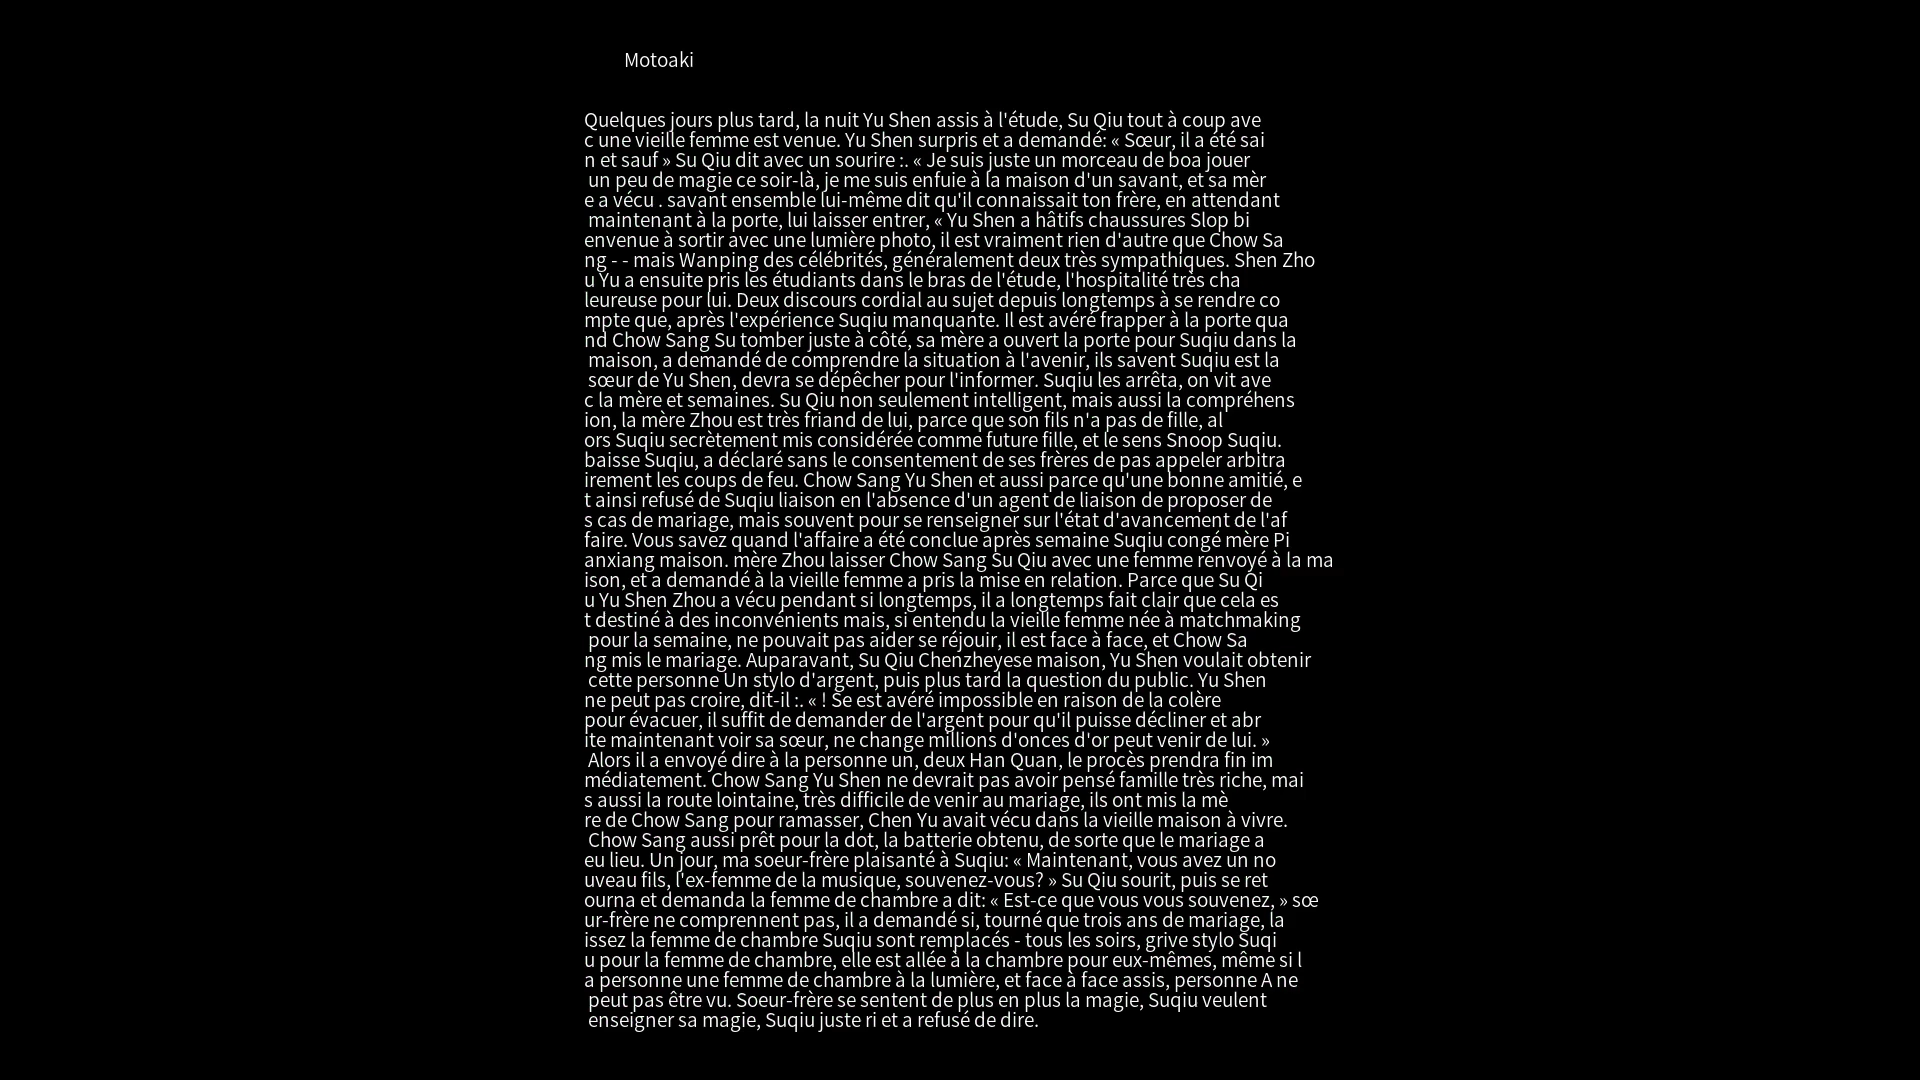 Motoaki
Quelques jours plus tard, la nuit Yu Shen assis à l'étude, Su Qiu tout à coup ave
c une vieille femme est venue. Yu Shen surpris et a demandé: « Sœur, il a été sai
n et sauf » Su Qiu dit avec un sourire :. « Je suis juste un morceau de boa jouer
un peu de magie ce soir-là, je me suis enfuie à la maison d'un savant, et sa mèr
e a vécu . savant ensemble lui-même dit qu'il connaissait ton frère, en attendant
maintenant à la porte, lui laisser entrer, « Yu Shen a hâtifs chaussures Slop bi
envenue à sortir avec une lumière photo, il est vraiment rien d'autre que Chow Sa
ng - - mais Wanping des célébrités, généralement deux très sympathiques. Shen Zho
u Yu a ensuite pris les étudiants dans le bras de l'étude, l'hospitalité très cha
leureuse pour lui. Deux discours cordial au sujet depuis longtemps à se rendre co
mpte que, après l'expérience Suqiu manquante. Il est avéré frapper à la porte qua
nd Chow Sang Su tomber juste à côté, sa mère a ouvert la porte pour Suqiu dans la
maison, a demandé de comprendre la situation à l'avenir, ils savent Suqiu est la
sœur de Yu Shen, devra se dépêcher pour l'informer. Suqiu les arrêta, on vit ave
c la mère et semaines. Su Qiu non seulement intelligent, mais aussi la compréhens
ion, la mère Zhou est très friand de lui, parce que son fils n'a pas de fille, al
ors Suqiu secrètement mis considérée comme future fille, et le sens Snoop Suqiu.
baisse Suqiu, a déclaré sans le consentement de ses frères de pas appeler arbitra
irement les coups de feu. Chow Sang Yu Shen et aussi parce qu'une bonne amitié, e
t ainsi refusé de Suqiu liaison en l'absence d'un agent de liaison de proposer de
s cas de mariage, mais souvent pour se renseigner sur l'état d'avancement de l'af
faire. Vous savez quand l'affaire a été conclue après semaine Suqiu congé mère Pi
anxiang maison. mère Zhou laisser Chow Sang Su Qiu avec une femme renvoyé à la ma
ison, et a demandé à la vieille femme a pris la mise en relation. Parce que Su Qi
u Yu Shen Zhou a vécu pendant si longtemps, il a longtemps fait clair que cela es
t destiné à des inconvénients mais, si entendu la vieille femme née à matchmaking
pour la semaine, ne pouvait pas aider se réjouir, il est face à face, et Chow Sa
ng mis le mariage. Auparavant, Su Qiu Chenzheyese maison, Yu Shen voulait obtenir
cette personne Un stylo d'argent, puis plus tard la question du public. Yu Shen
ne peut pas croire, dit-il :. « ! Se est avéré impossible en raison de la colère
pour évacuer, il suffit de demander de l'argent pour qu'il puisse décliner et abr
ite maintenant voir sa sœur, ne change millions d'onces d'or peut venir de lui. »
Alors il a envoyé dire à la personne un, deux Han Quan, le procès prendra fin im
médiatement. Chow Sang Yu Shen ne devrait pas avoir pensé famille très riche, mai
s aussi la route lointaine, très difficile de venir au mariage, ils ont mis la mè
re de Chow Sang pour ramasser, Chen Yu avait vécu dans la vieille maison à vivre.
Chow Sang aussi prêt pour la dot, la batterie obtenu, de sorte que le mariage a
eu lieu. Un jour, ma soeur-frère plaisanté à Suqiu: « Maintenant, vous avez un no
uveau fils, l'ex-femme de la musique, souvenez-vous? » Su Qiu sourit, puis se ret
ourna et demanda la femme de chambre a dit: « Est-ce que vous vous souvenez, » sœ
ur-frère ne comprennent pas, il a demandé si, tourné que trois ans de mariage, la
issez la femme de chambre Suqiu sont remplacés - tous les soirs, grive stylo Suqi
u pour la femme de chambre, elle est allée à la chambre pour eux-mêmes, même si l
a personne une femme de chambre à la lumière, et face à face assis, personne A ne
peut pas être vu. Soeur-frère se sentent de plus en plus la magie, Suqiu veulent
enseigner sa magie, Suqiu juste ri et a refusé de dire.